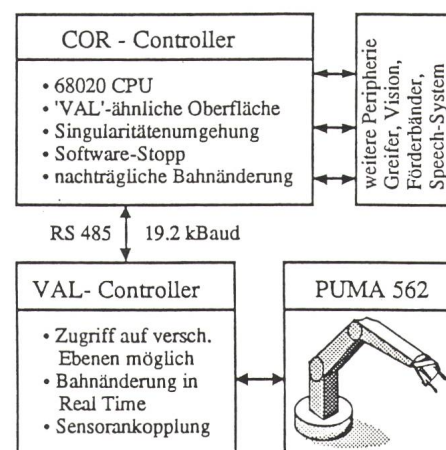 COR - Controller
• 68020 CPU
• 'VAL'-ähnliche Oberfläche
• Singularitätenumgehung
• Software-Stopp
• nachträgliche Bahnänderung
weitere Peripherie
Greifer, Vision,
Förderbänder,
Speech-System
RS 485 19.2 kBaud
VAL- Controller
• Zugriff auf versch.
Ebenen möglich
• Bahnänderung in
Real Time
• Sensorankopplung
PUMA 562